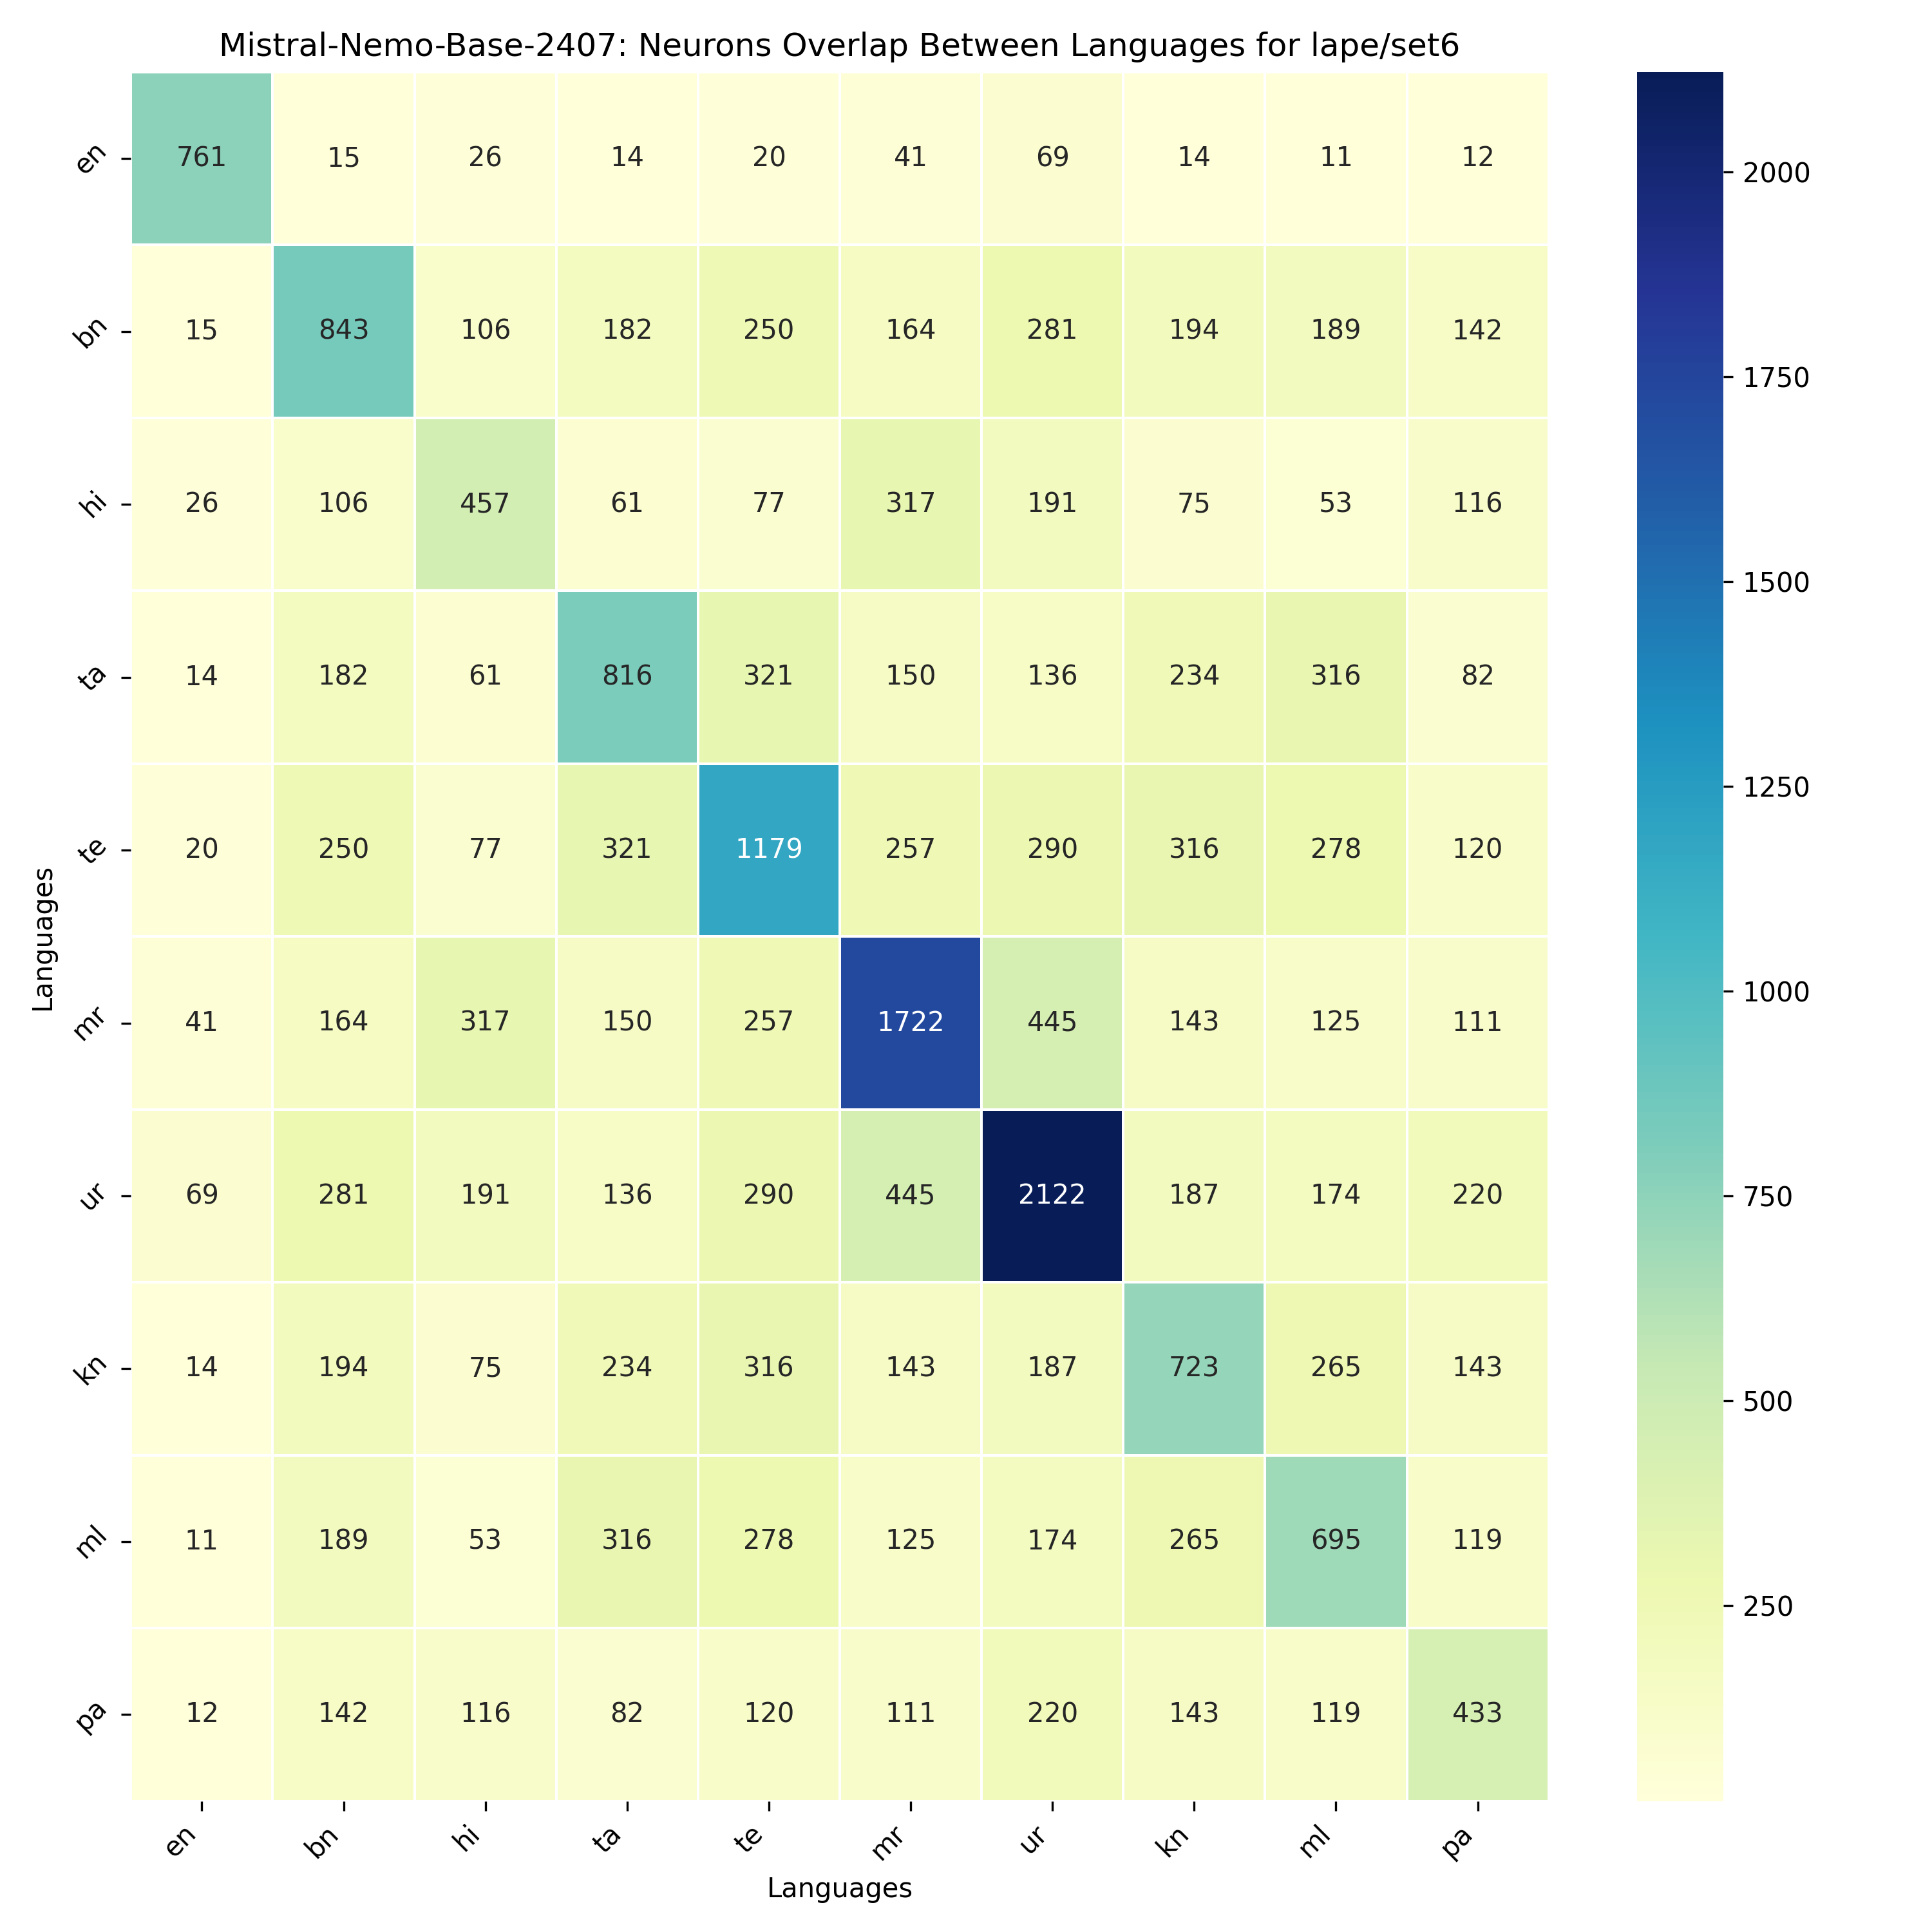 Mistral-Nemo-Base-2407: Neurons Overlap Between Languages for lape/set6
en 761 15 26 14 20 41 69 14 11 12
bn 15 843 106 182 250 164 281 194 189 142
hi 26 106 457 61 77 317 191 75 53 116
ta 14 182 61 816 321 150 136 234 316 82
te 20 250 77 321 1179 257 290 316 278 120
mr 41 164 317 150 257 1722 445 143 125 111
ur 69 281 191 136 290 445 2122 187 174 220
kn 14 194 75 234 316 143 187 723 265 143
ml 11 189 53 316 278 125 174 265 695 119
pa 12 142 116 82 120 111 220 143 119 433
en bn hi ta te mr ur kn ml pa
Languages
Languages
2000
1750
1500
1250
1000
750
500
250